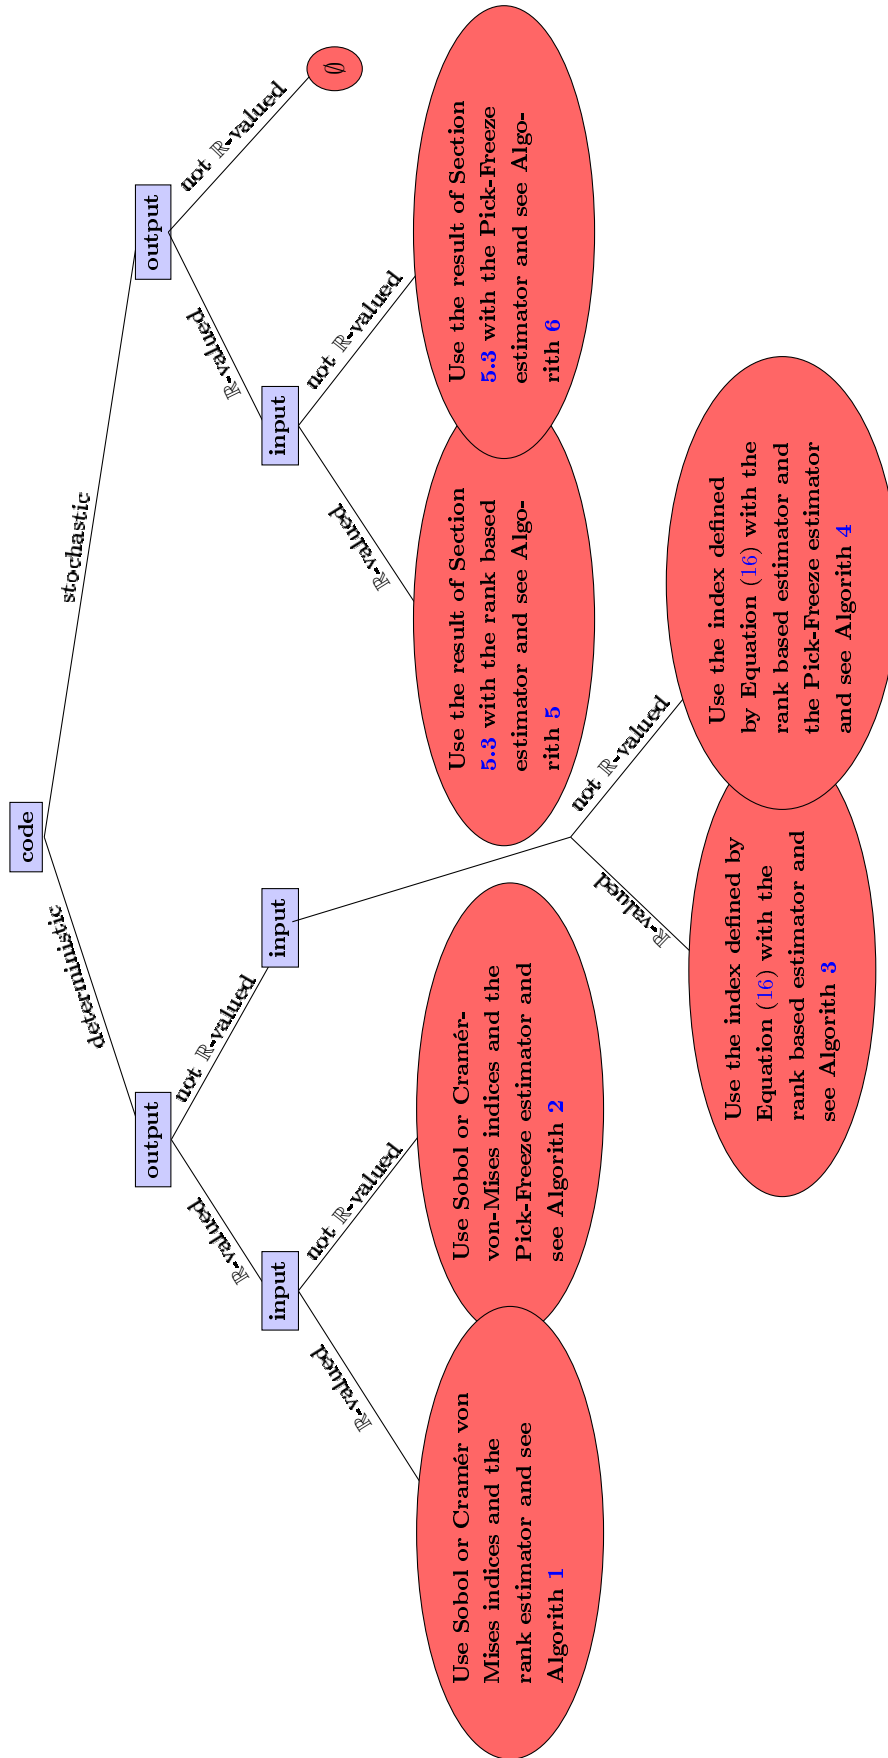 code
deterministic
stochastic
output
output
ℝ-valued
not ℝ-valued
ℝ-valued
not ℝ-valued
input
input
input
∅
ℝ-valued
not ℝ-valued
ℝ-valued
not ℝ-valued
Use Sobol or Cramér von
Mises indices and the
rank estimator and see
Algorith 1
Use Sobol or Cramér-
von-Mises indices and the
Pick-Freeze estimator and
see Algorith 2
Use the result of Section
5.3 with the rank based
estimator and see Algo-
rith 5
Use the result of Section
5.3 with the Pick-Freeze
estimator and see Algo-
rith 6
ℝ-valued
not ℝ-valued
Use the index defined by
Equation (16) with the
rank based estimator and
see Algorith 3
Use the index defined
by Equation (16) with the
rank based estimator and
the Pick-Freeze estimator
and see Algorith 4